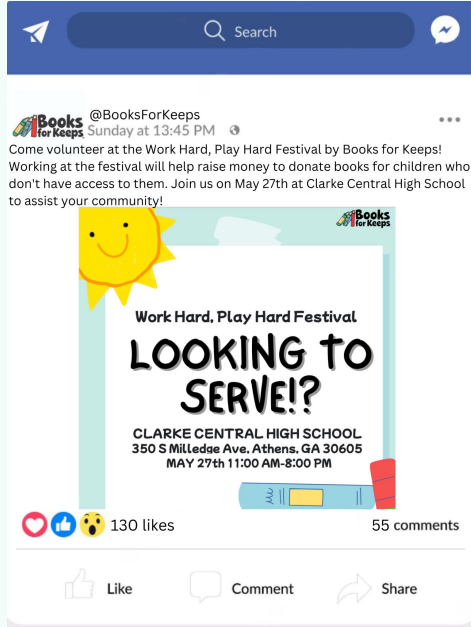 Search
Books
for Keeps
@BooksForKeeps
Sunday at 13:45 PM
Come volunteer at the Work Hard, Play Hard Festival by Books for Keeps!
Working at the festival will help raise money to donate books for children who
don't have access to them. Join us on May 27th at Clarke Central High School
to assist your community!
Books
for Keeps
Work Hard, Play Hard Festival
LOOKING TO
SERVE!?
CLARKE CENTRAL HIGH SCHOOL
350 S Milledge Ave, Athens, GA 30605
MAY 27th 11:00 AM-8:00 PM
130 likes
55 comments
Like
Comment
Share